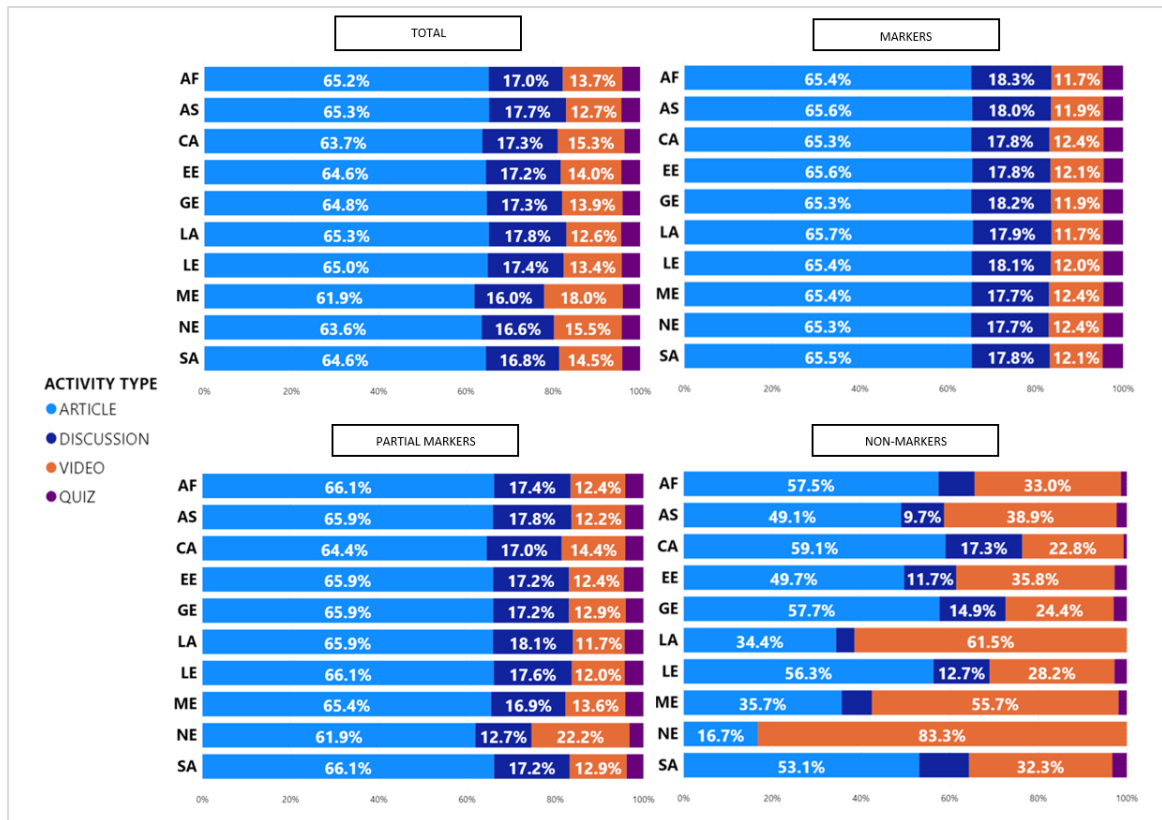 TOTAL
AF 65.2% 17.0% 13.7%
AS 65.3% 17.7% 12.7%
CA 63.7% 17.3% 15.3%
EE 64.6% 17.2% 14.0%
GE 64.8% 17.3% 13.9%
LA 65.3% 17.8% 12.6%
LE 65.0% 17.4% 13.4%
ME 61.9% 16.0% 18.0%
NE 63.6% 16.6% 15.5%
SA 64.6% 16.8% 14.5%
0% 20% 40% 60% 80% 100%
MARKERS
AF 65.4% 18.3% 11.7%
AS 65.6% 18.0% 11.9%
CA 65.3% 17.8% 12.4%
EE 65.6% 17.8% 12.1%
GE 65.3% 18.2% 11.9%
LA 65.7% 17.9% 11.7%
LE 65.4% 18.1% 12.0%
ME 65.4% 17.7% 12.4%
NE 65.3% 17.7% 12.4%
SA 65.5% 17.8% 12.1%
0% 20% 40% 60% 80% 100%
ACTIVITY TYPE
ARTICLE
DISCUSSION
VIDEO
QUIZ
PARTIAL MARKERS
AF 66.1% 17.4% 12.4%
AS 65.9% 17.8% 12.2%
CA 64.4% 17.0% 14.4%
EE 65.9% 17.2% 12.4%
GE 65.9% 17.2% 12.9%
LA 65.9% 18.1% 11.7%
LE 66.1% 17.6% 12.0%
ME 65.4% 16.9% 13.6%
NE 61.9% 12.7% 22.2%
SA 66.1% 17.2% 12.9%
0% 20% 40% 60% 80% 100%
NON-MARKERS
AF 57.5% 33.0%
AS 49.1% 9.7% 38.9%
CA 59.1% 17.3% 22.8%
EE 49.7% 11.7% 35.8%
GE 57.7% 14.9% 24.4%
LA 34.4% 61.5%
LE 56.3% 12.7% 28.2%
ME 35.7% 55.7%
NE 16.7% 83.3%
SA 53.1% 32.3%
0% 20% 40% 60% 80% 100%